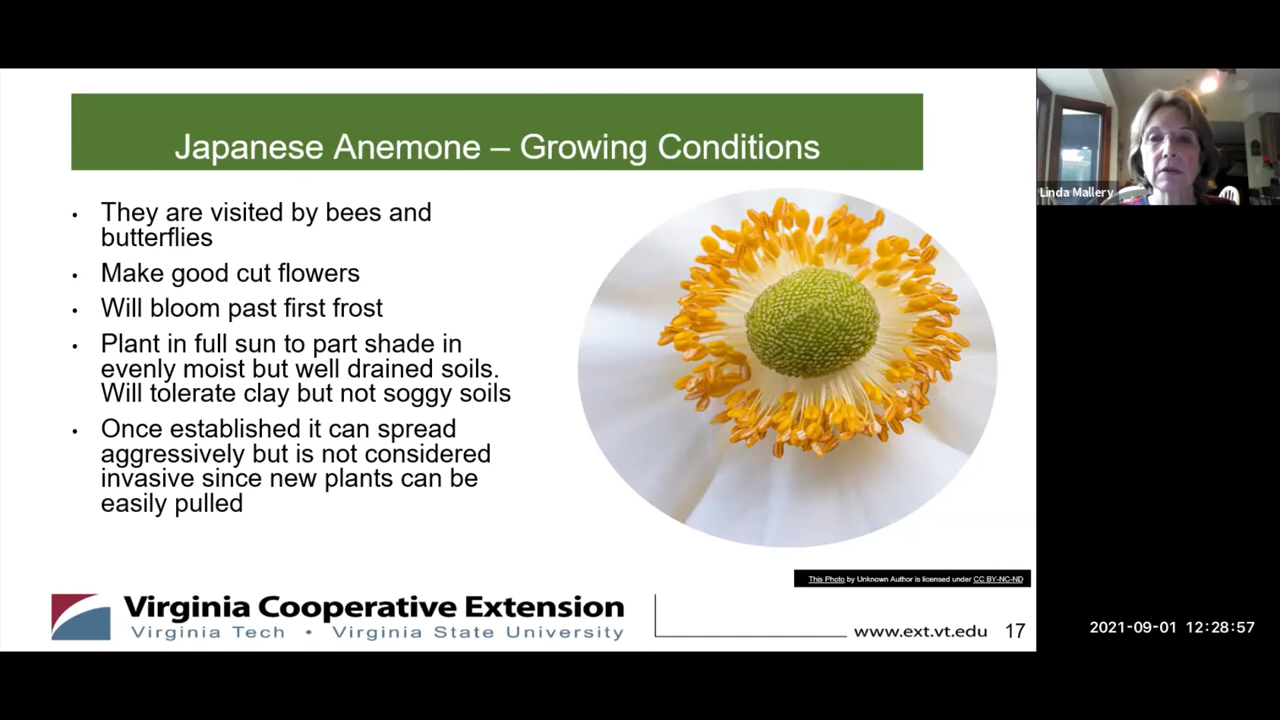 Japanese Anemone – Growing Conditions
• They are visited by bees and
butterflies
• Make good cut flowers
• Will bloom past first frost
• Plant in full sun to part shade in
evenly moist but well drained soils.
Will tolerate clay but not soggy soils
• Once established it can spread
aggressively but is not considered
invasive since new plants can be
easily pulled
This Photo by Unknown Author is licensed under CC BY-NC-ND
Virginia Cooperative Extension
Virginia Tech • Virginia State University
www.ext.vt.edu 17
Linda Mallery
2021-09-01 12:28:57